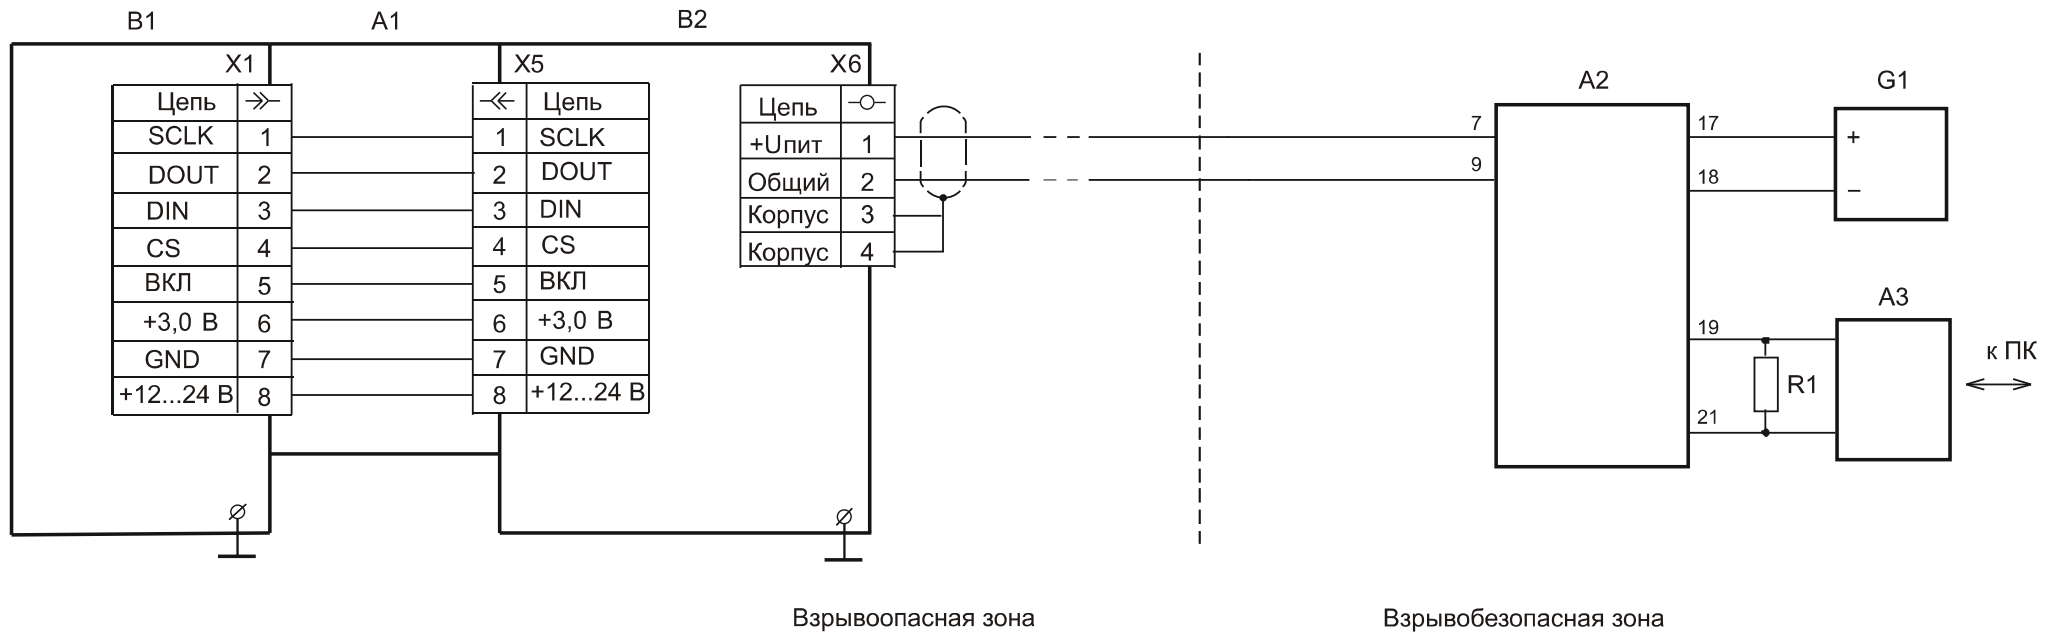 B1
A1
B2
X1
Цепь
SCLK 1
DOUT 2
DIN 3
CS 4
ВКЛ 5
+3,0 В 6
GND 7
+12...24 В 8
X5
Цепь
1 SCLK
2 DOUT
3 DIN
4 CS
5 ВКЛ
6 +3,0 В
7 GND
8 +12...24 В
X6
Цепь
+Uпит 1
Общий 2
Корпус 3
Корпус 4
A2
7
9
17
18
19
21
G1
+
−
A3
R1
к ПК
Взрывоопасная зона
Взрывобезопасная зона